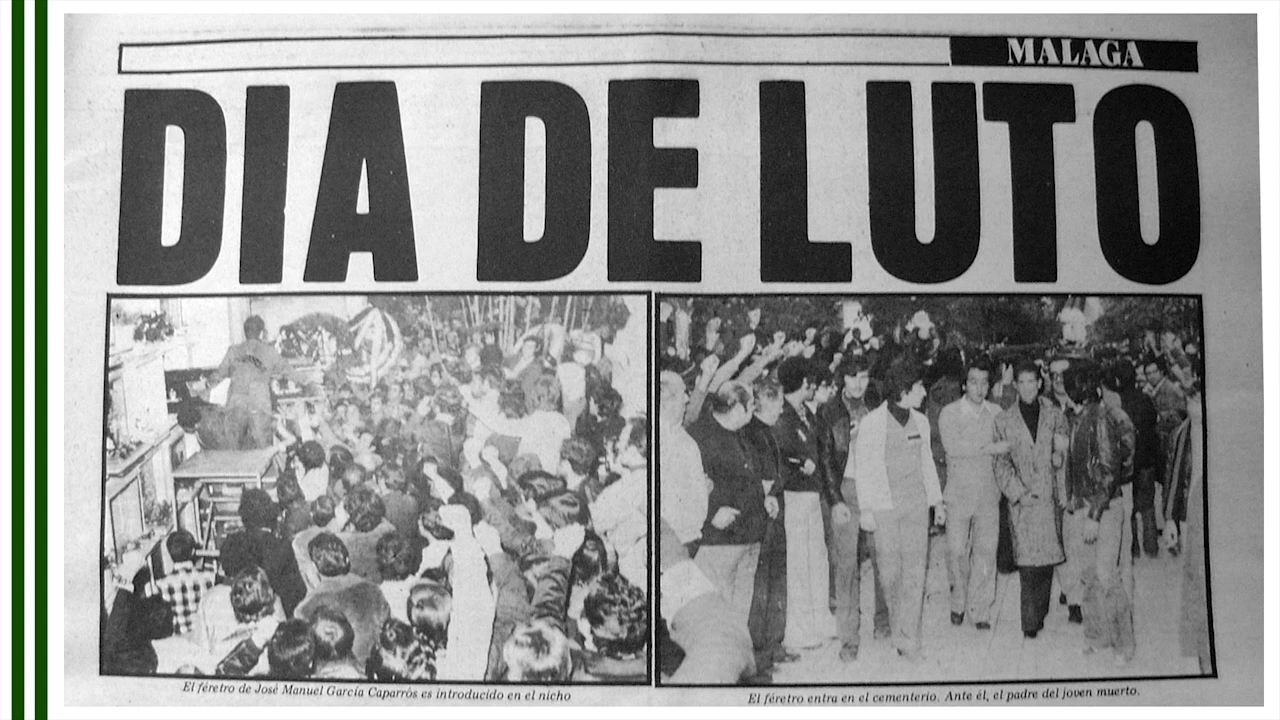 MALAGA
DIA DE LUTO
El féretro de José Manuel García Caparrós es introducido en el nicho
El féretro entra en el cementerio. Ante él, el padre del joven muerto.